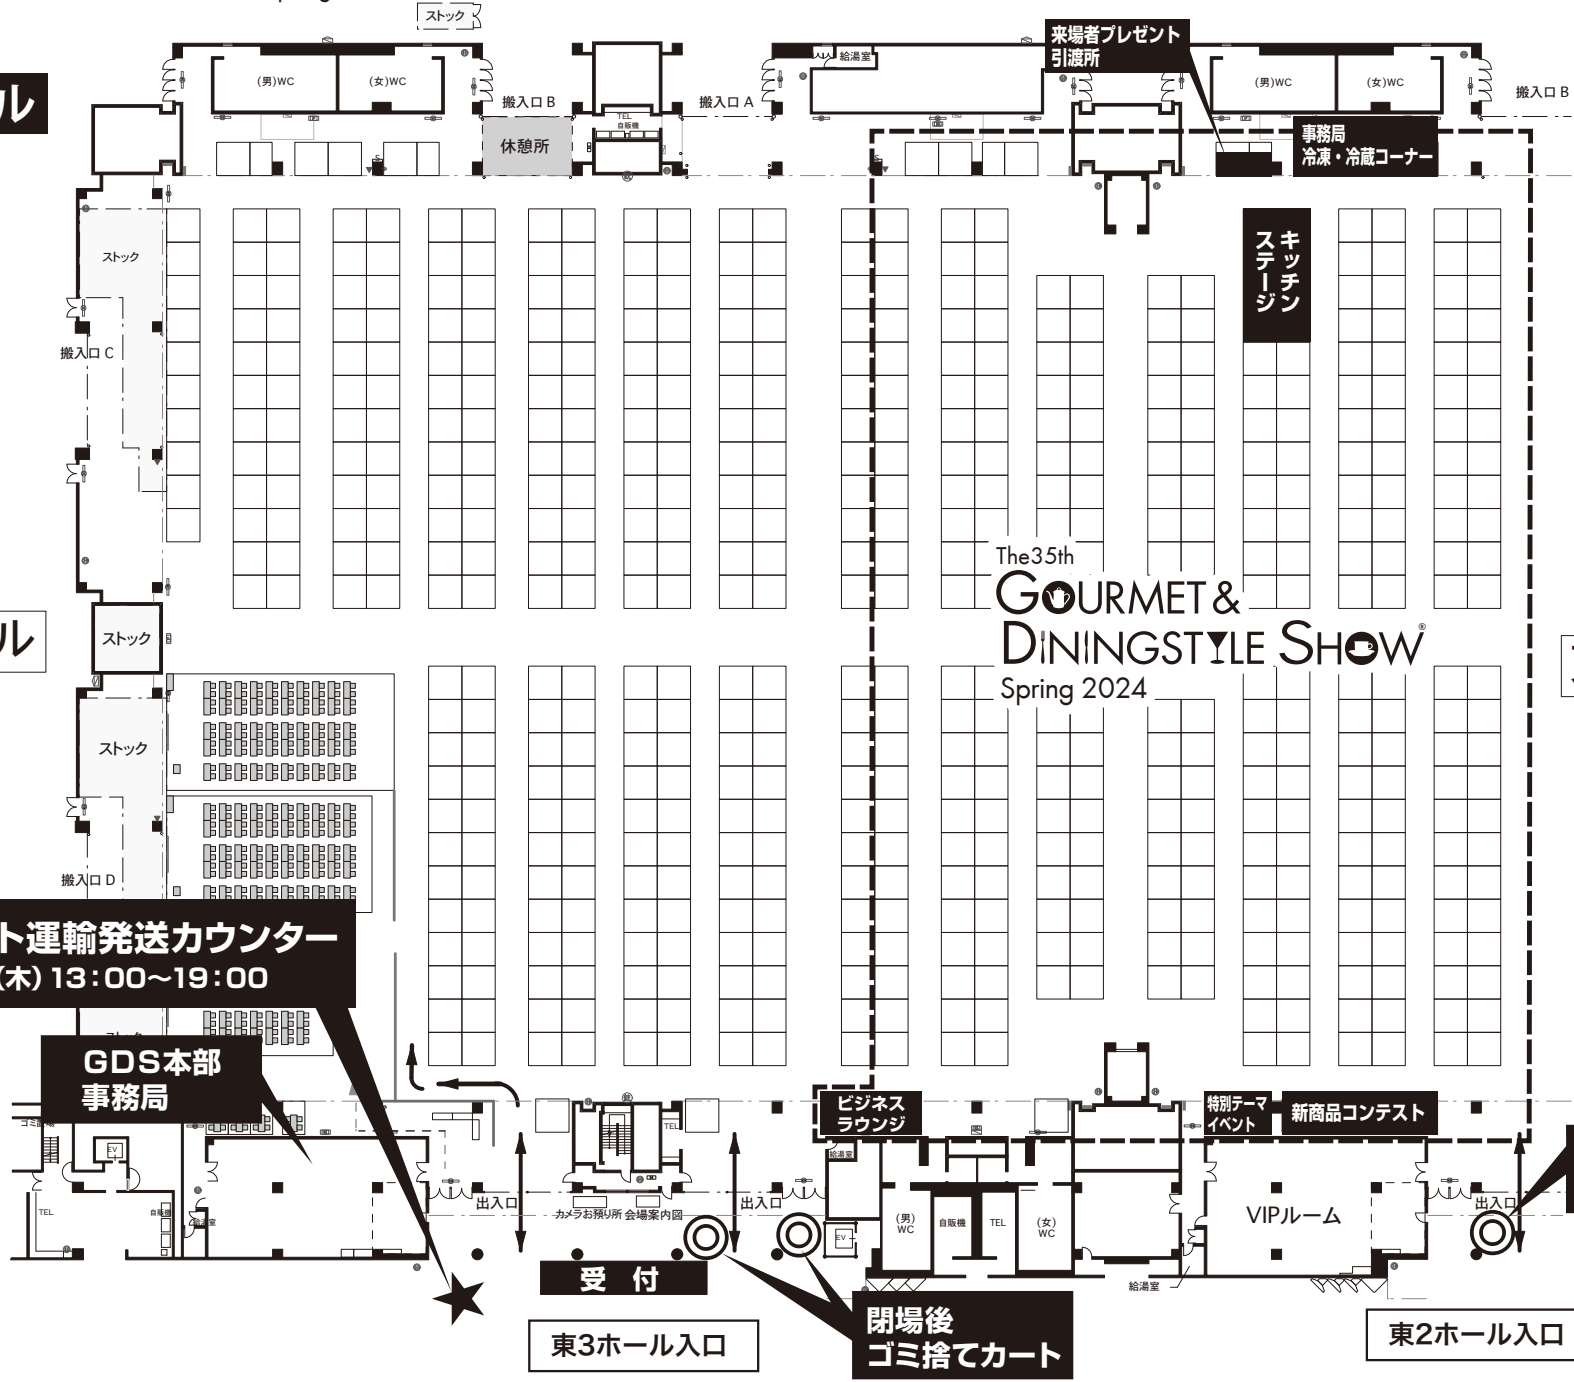 ストック
来場者プレゼント
引渡所
給湯室
(男)WC
(女)WC
(男)WC
(女)WC
搬入口 B
搬入口 A
搬入口 B
ル
TEL
自販機
休憩所
事務局
冷凍・冷蔵コーナー
キッチン
ステージ
ストック
搬入口 C
The35th
GOURMET &
DININGSTYLE SHOW®
Spring 2024
ル
ストック
ストック
搬入口 D
ト運輸発送カウンター
(木)13:00〜19:00
GDS本部
事務局
ビジネス
ラウンジ
特別テーマ
イベント
新商品コンテスト
TEL
EV
給湯室
TEL
自販機
給湯室
出入口
カメラお預り所
会場案内図
出入口
EV
(男)
WC
自販機
TEL
(女)
WC
VIPルーム
出入口
受 付
給湯室
閉場後
ゴミ捨てカート
東3ホール入口
東2ホール入口